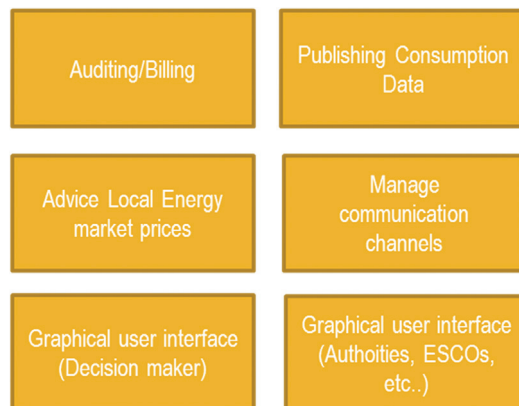 Auditing/Billing
Publishing Consumption
Data
Advice Local Energy
market prices
Manage
communication
channels
Graphical user interface
(Decision maker)
Graphical user interface
(Authoities, ESCOs,
etc..)